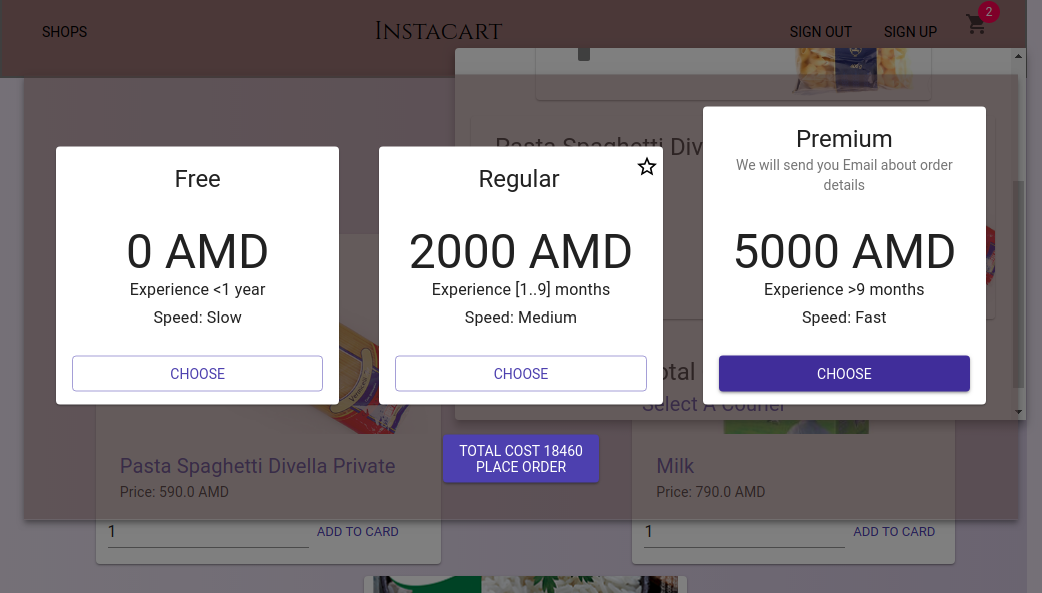 SHOPS
INSTACART
SIGN OUT
SIGN UP
2
Pasta Spaghetti Div
Free
0 AMD
Experience <1 year
Speed: Slow
CHOOSE
Regular
2000 AMD
Experience [1..9] months
Speed: Medium
CHOOSE
Premium
We will send you Email about order
details
5000 AMD
Experience >9 months
Speed: Fast
CHOOSE
otal
Select A Courier
TOTAL COST 18460
PLACE ORDER
Pasta Spaghetti Divella Private
Price: 590.0 AMD
1
ADD TO CARD
Milk
Price: 790.0 AMD
1
ADD TO CARD